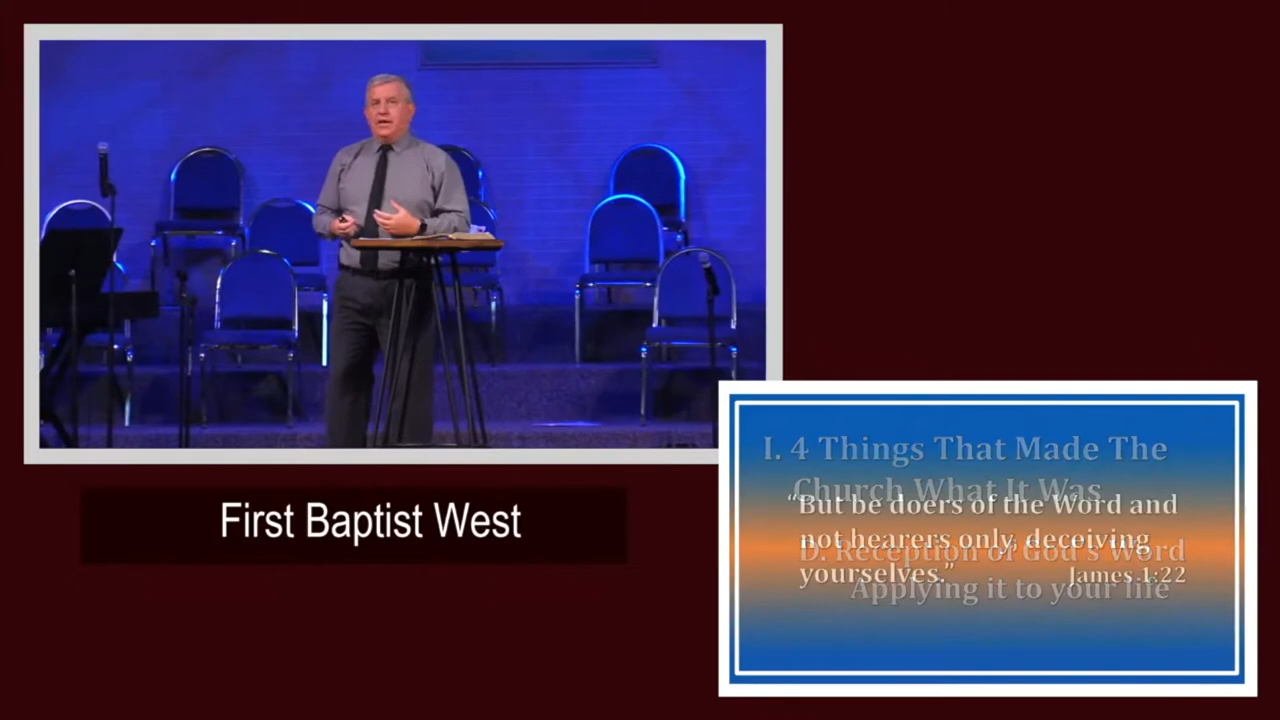 First Baptist West
I. 4 Things That Made The
Church What It Was
“But be doers of the Word and
not hearers only, deceiving
yourselves.” James 1:22
D. Reception of God's Word
Applying it to your life